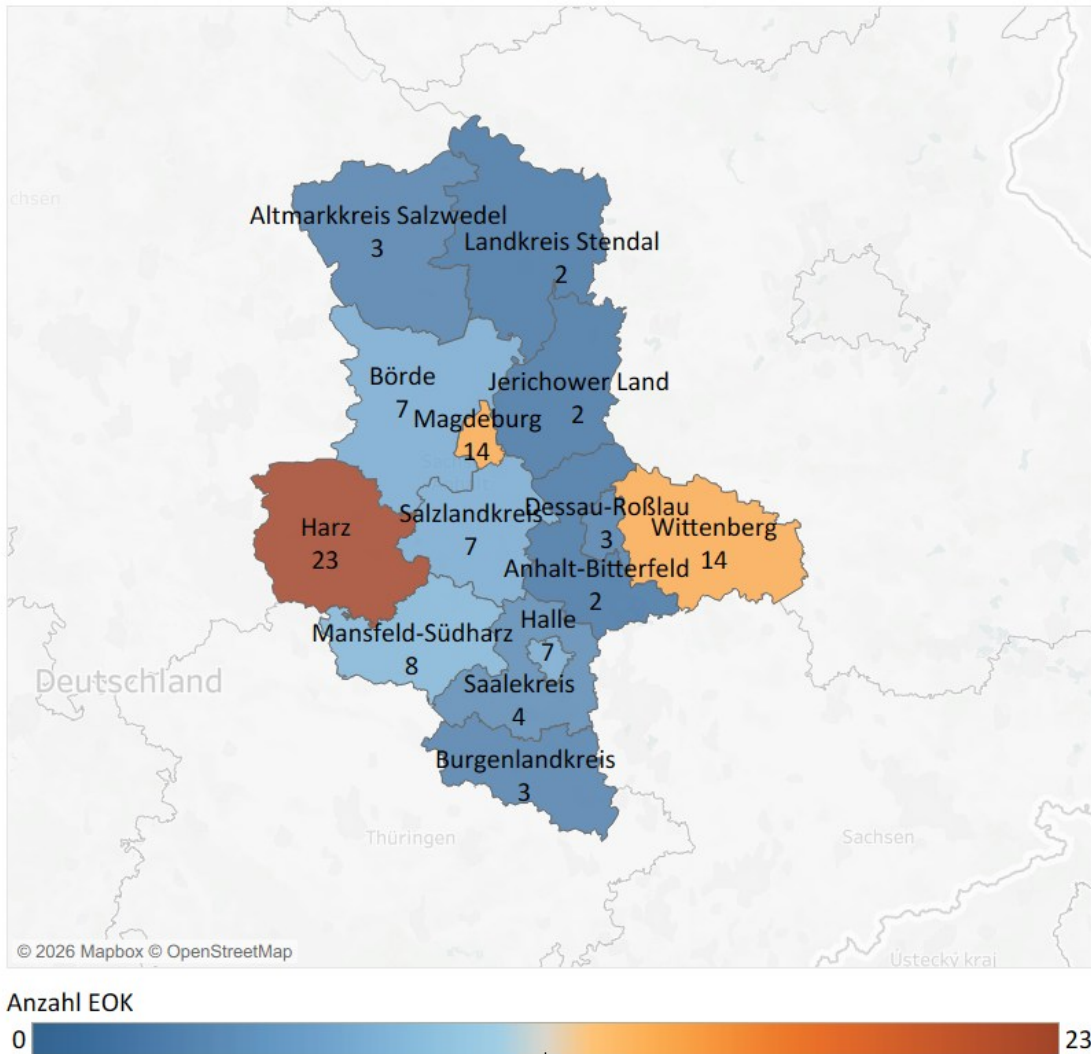 chsen
Altmarkkreis Salzwedel
3
Landkreis Stendal
2
Börde
7
Jerichower Land
2
Magdeburg
14
Harz
23
Salzlandkreis
7
Dessau-Roßlau
3
Wittenberg
14
Anhalt-Bitterfeld
2
Halle
7
Mansfeld-Südharz
8
Saalekreis
4
Deutschland
Burgenlandkreis
3
Thüringen
Sachsen
Ústecký kraj
© 2026 Mapbox © OpenStreetMap
Anzahl EOK
0 23